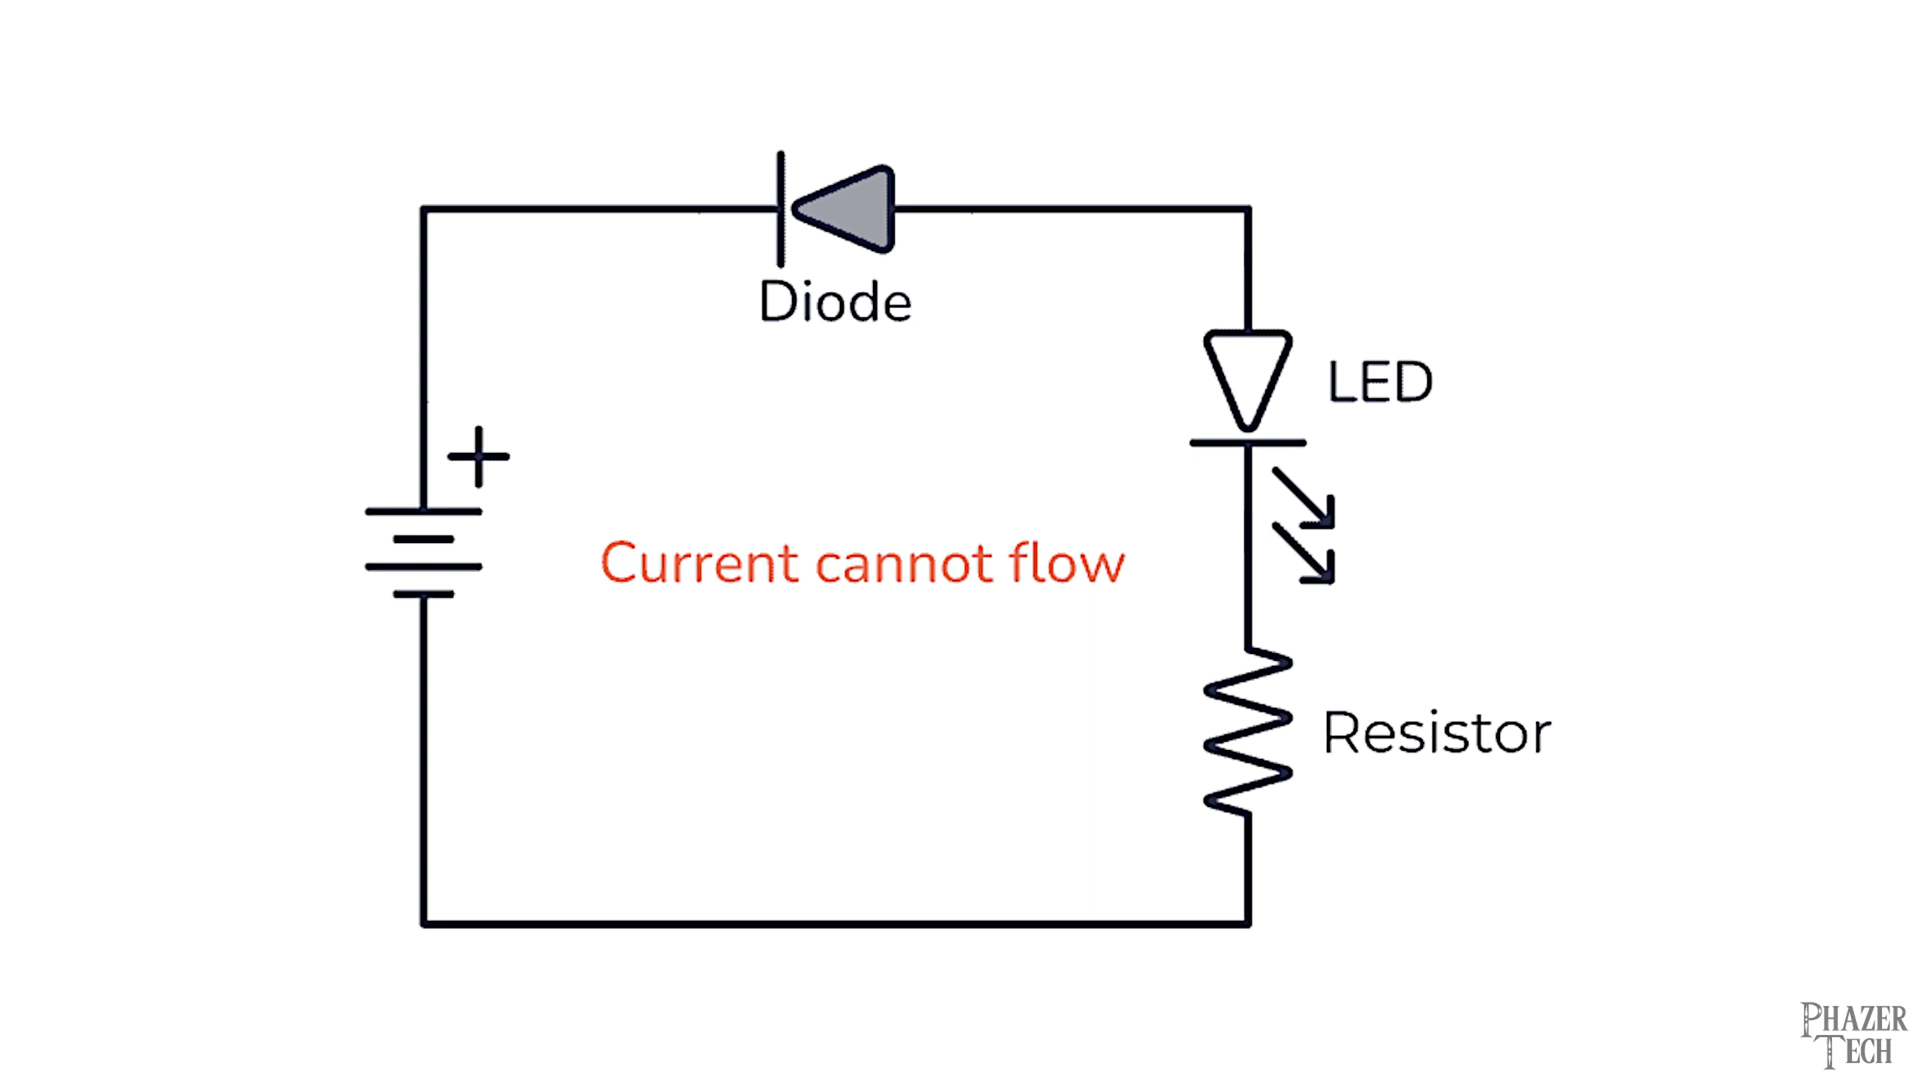 Diode
LED
+
Current cannot flow
Resistor
PHAZER
TECH